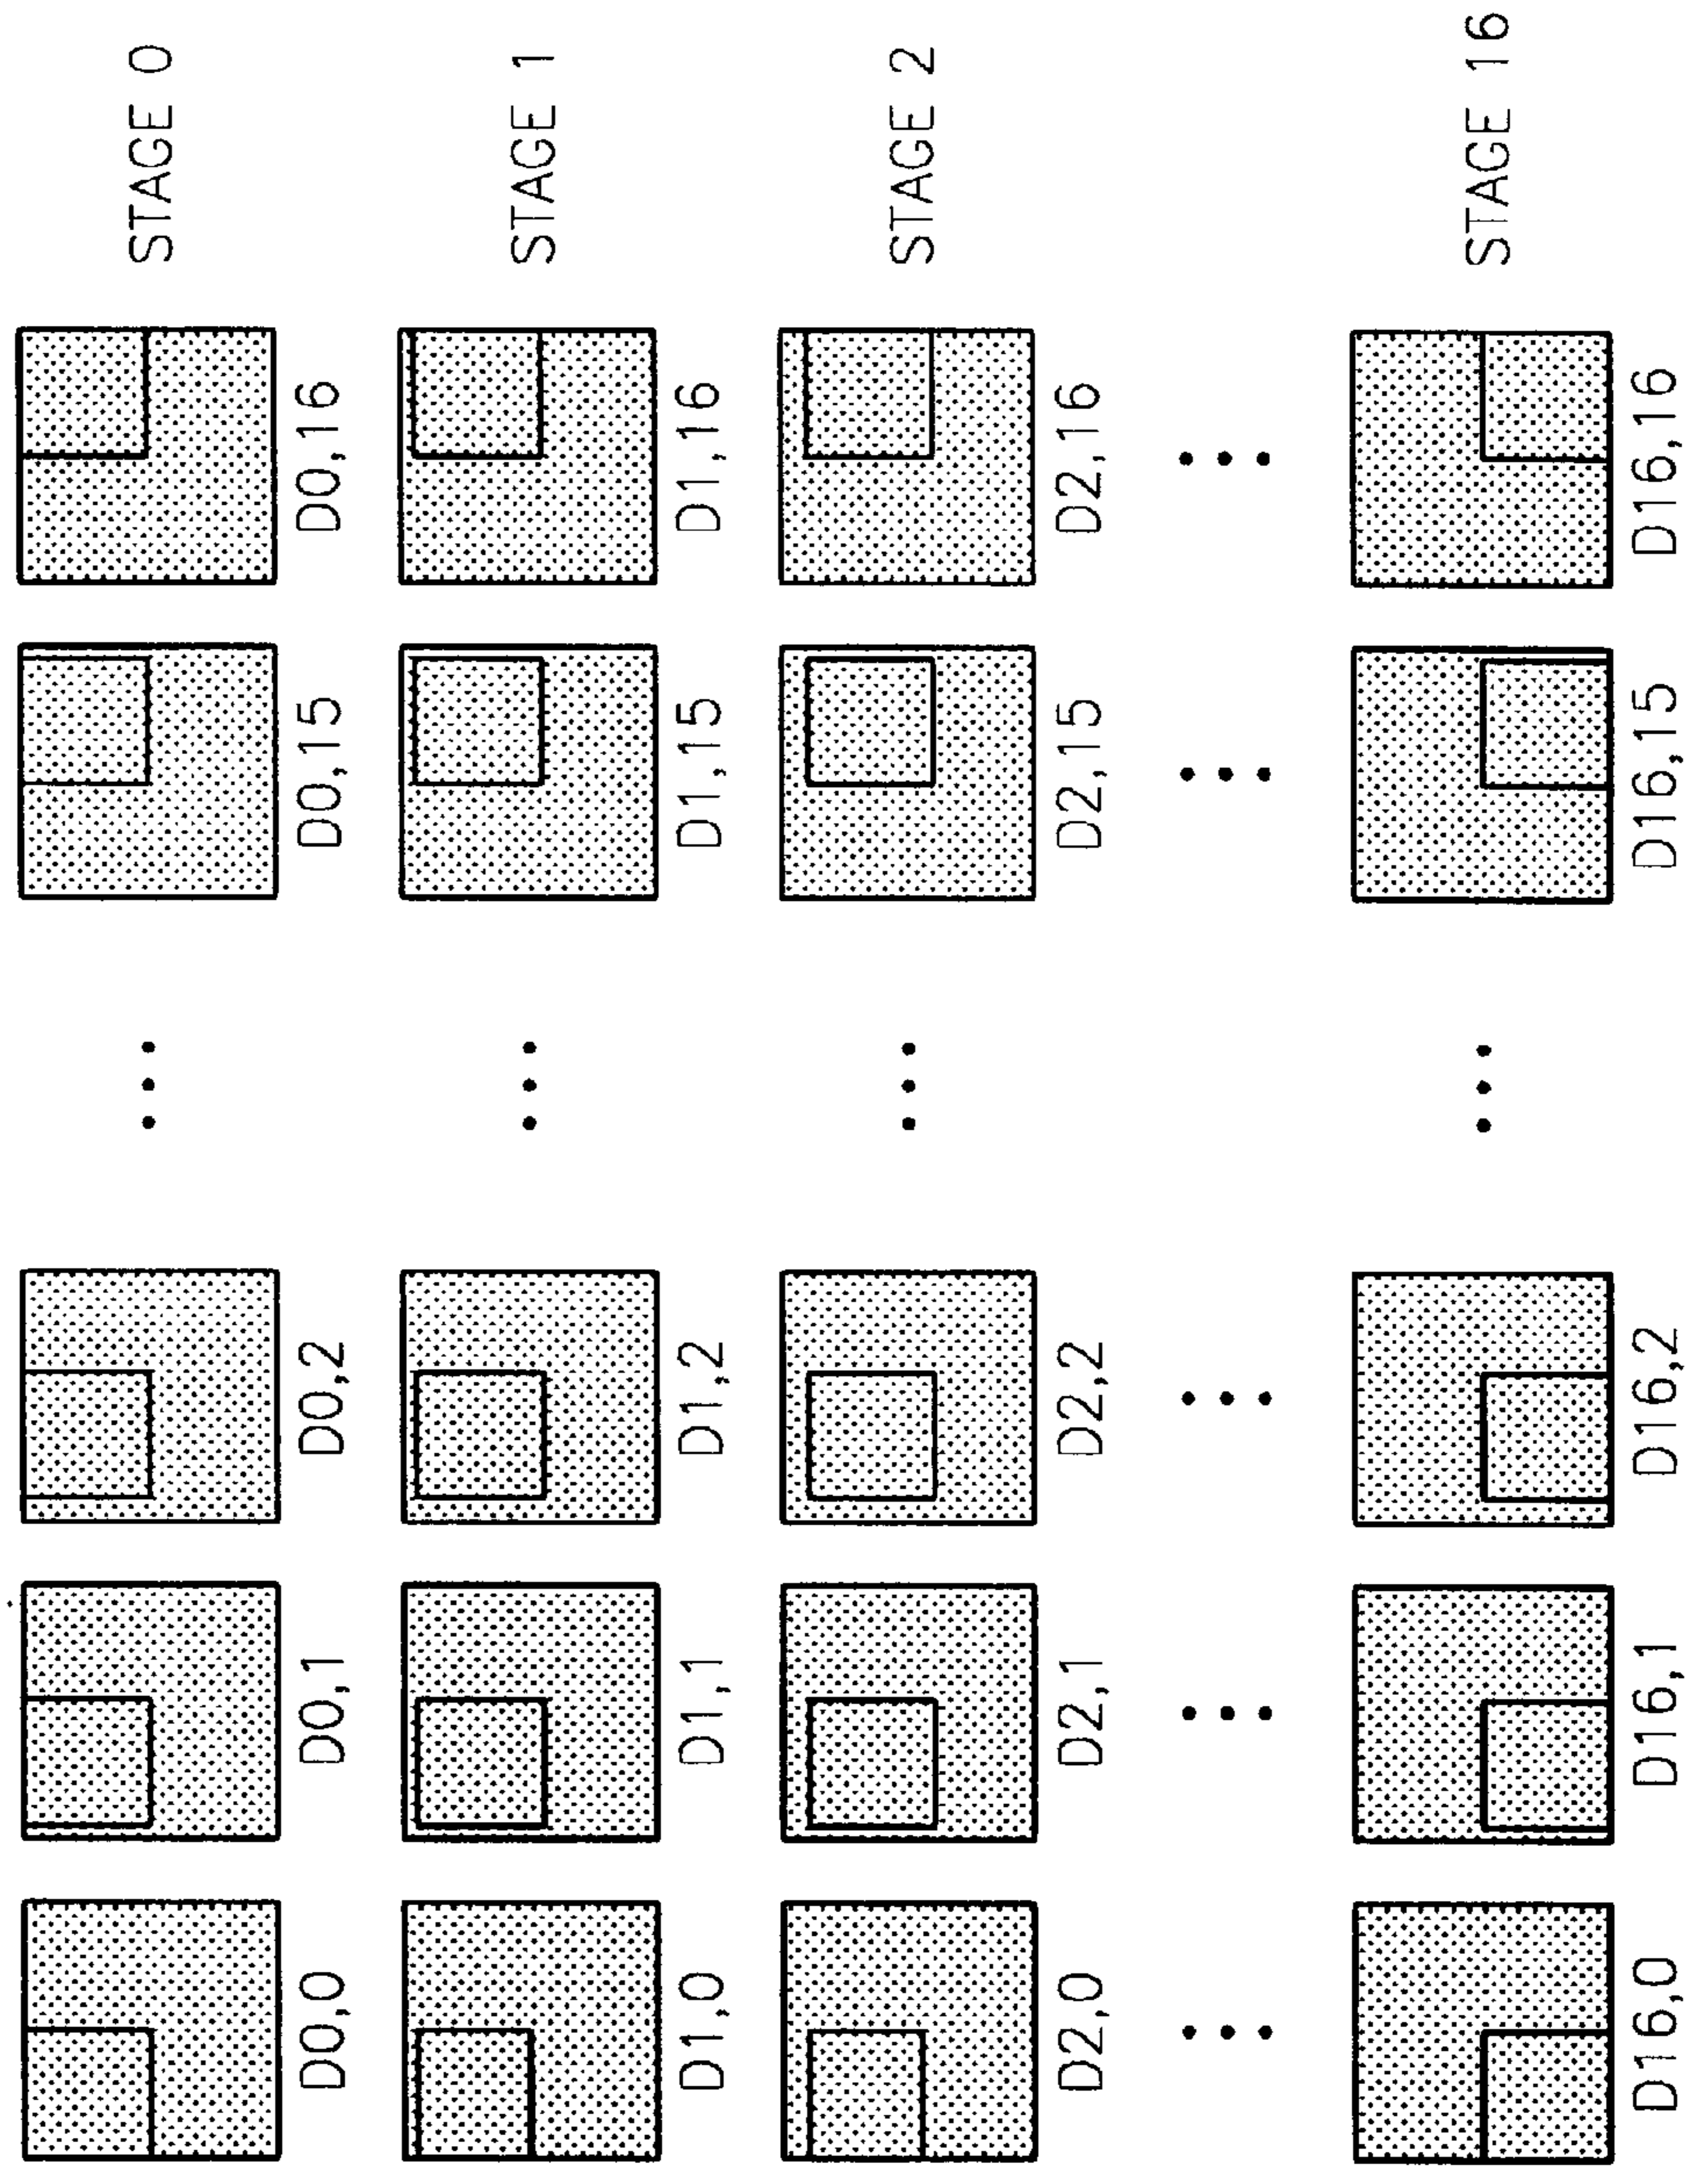 STAGE 0
D0,0
D0,1
D0,2
D0,15
D0,16
STAGE 1
D1,0
D1,1
D1,2
D1,15
D1,16
STAGE 2
D2,0
D2,1
D2,2
D2,15
D2,16
STAGE 16
D16,0
D16,1
D16,2
D16,15
D16,16